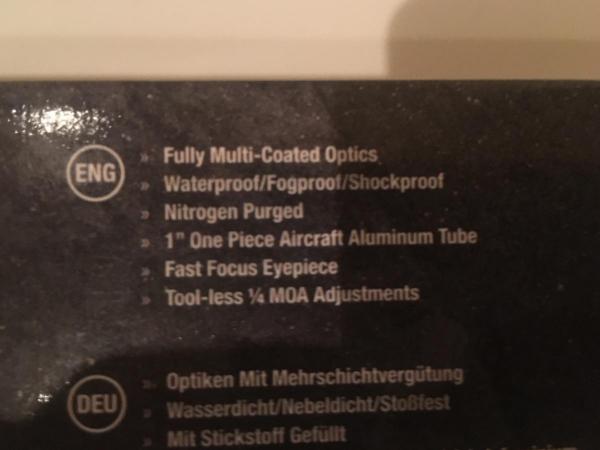 ENG
» Fully Multi-Coated Optics
» Waterproof/Fogproof/Shockproof
» Nitrogen Purged
» 1" One Piece Aircraft Aluminum Tube
» Fast Focus Eyepiece
» Tool-less ¼ MOA Adjustments
DEU
» Optiken Mit Mehrschichtvergütung
» Wasserdicht/Nebeldicht/Stoßfest
» Mit Stickstoff Gefüllt